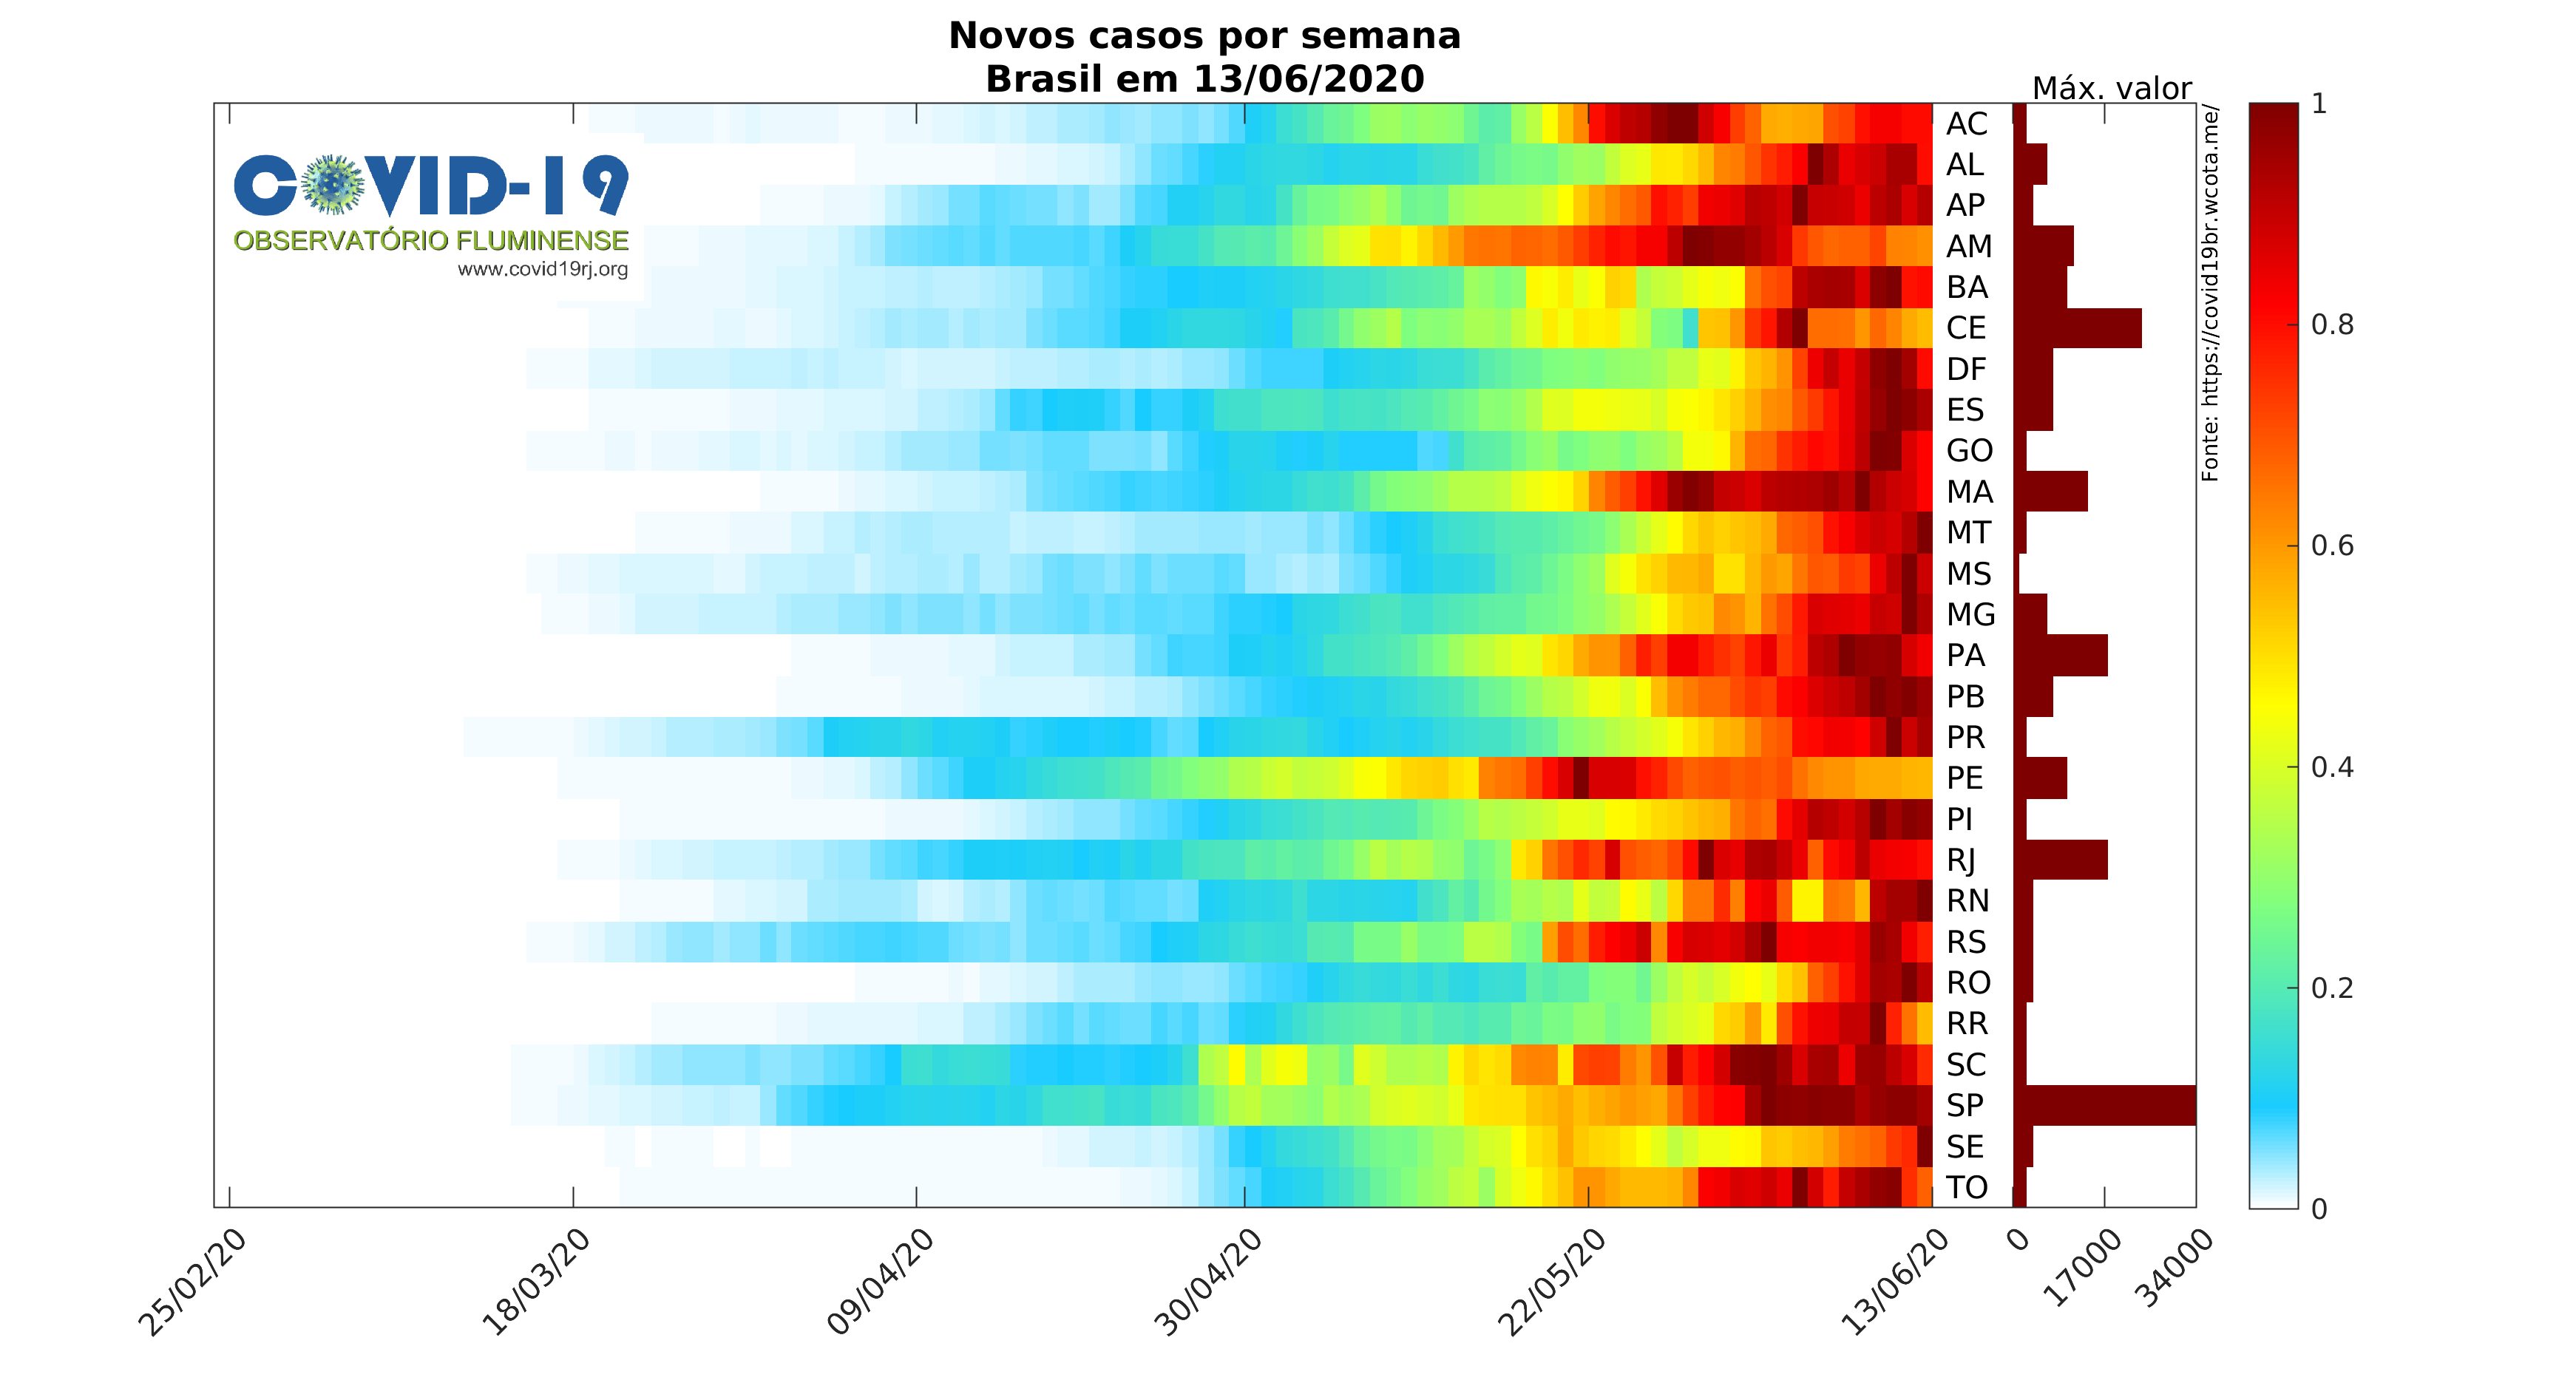 Novos casos por semana
Brasil em 13/06/2020
Máx. valor
COVID-19
OBSERVATÓRIO FLUMINENSE
www.covid19rj.org
AC
AL
AP
AM
BA
CE
DF
ES
GO
MA
MT
MS
MG
PA
PB
PR
PE
PI
RJ
RN
RS
RO
RR
SC
SP
SE
TO
Fonte: https://covid19br.wcota.me/
1
0.8
0.6
0.4
0.2
0
25/02/20
18/03/20
09/04/20
30/04/20
22/05/20
13/06/20
0
17000
34000